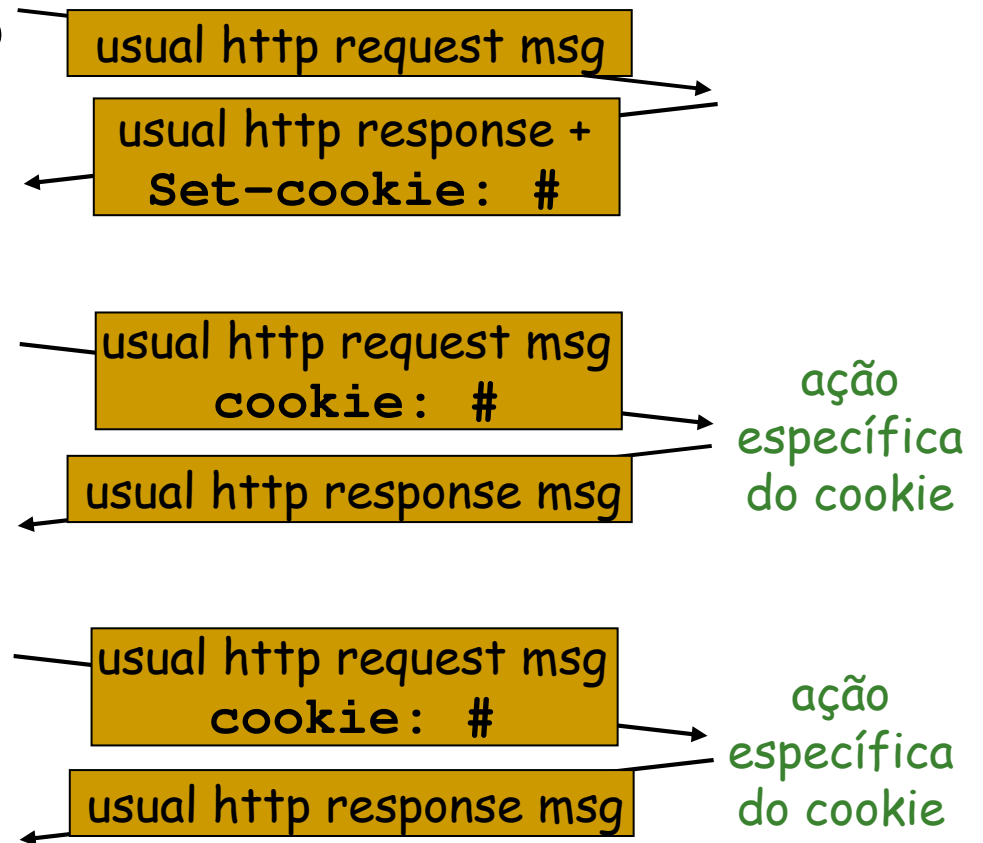 usual http request msg
usual http response +
Set-cookie: #
usual http request msg
cookie: #
ação
específica
do cookie
usual http response msg
usual http request msg
cookie: #
ação
específica
do cookie
usual http response msg